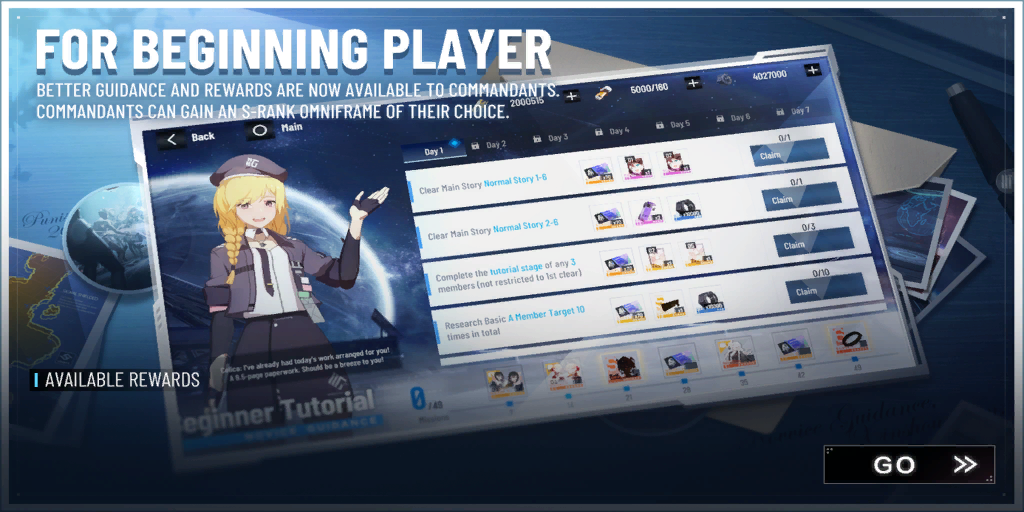 FOR BEGINNING PLAYER
BETTER GUIDANCE AND REWARDS ARE NOW AVAILABLE TO COMMANDANTS.
COMMANDANTS CAN GAIN AN S-RANK OMNIFRAME OF THEIR CHOICE.
2000515
5000/160
4027000
Back
Main
Day 1
Day 2
Day 3
Day 4
Day 5
Day 6
Day 7
Clear Main Story Normal Story 1-6
0/1
Claim
Clear Main Story Normal Story 2-6
0/1
Claim
Complete the tutorial stage of any 3
members (not restricted to 1st clear)
0/3
Claim
Research Basic A Member Target 10
times in total
0/10
Claim
Celica: I've already had today's work arranged for you!
A 9.5-page paperwork. Should be a breeze to you!
AVAILABLE REWARDS
eginner Tutorial
NOVICE GUIDANCE
0 /49
GO